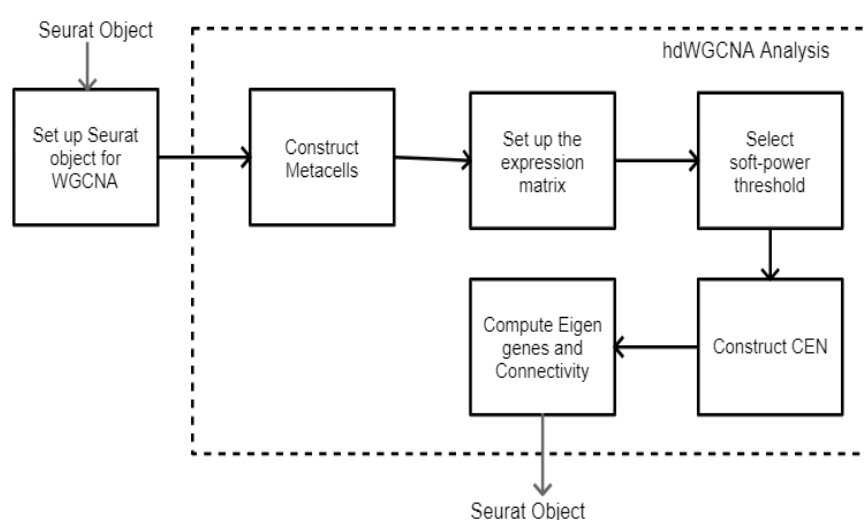 Seurat Object
hdWGCNA Analysis
Set up Seurat
object for
WGCNA
Construct
Metacells
Set up the
expression
matrix
Select
soft-power
threshold
Compute Eigen
genes and
Connectivity
Construct CEN
Seurat Object